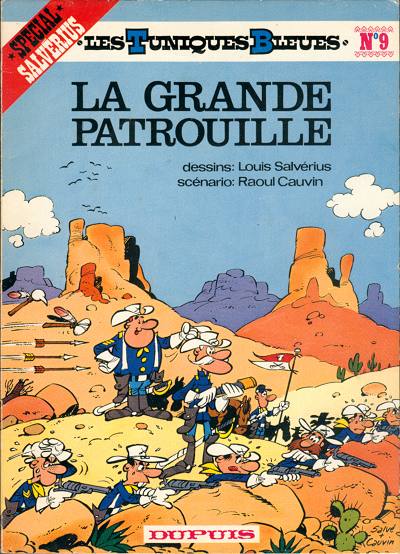 SPECIAL
SALVERIUS
LES TUNIQUES BLEUES
N°9
LA GRANDE
PATROUILLE
dessins: Louis Salvérius
scénario: Raoul Cauvin
Salvé
+
Cauvin
DUPUIS